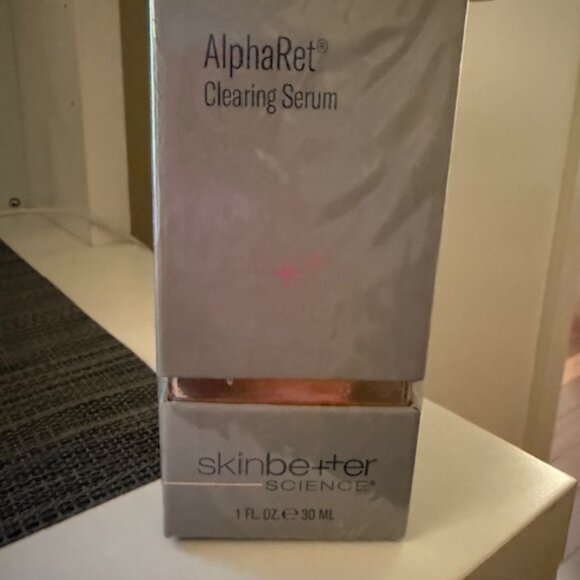 AlphaRet®
Clearing Serum
skinbetter
SCIENCE®
1 FL. OZ. ℮ 30 ML